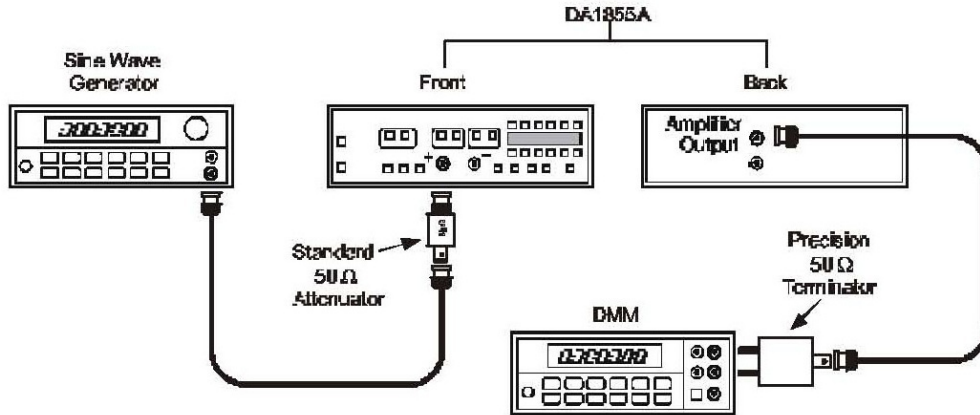 DA1855A
Sine Wave
Generator
Front
Back
Amplifier
Output
+
−
Standard
50 Ω
Attenuator
Precision
50 Ω
Terminator
DMM